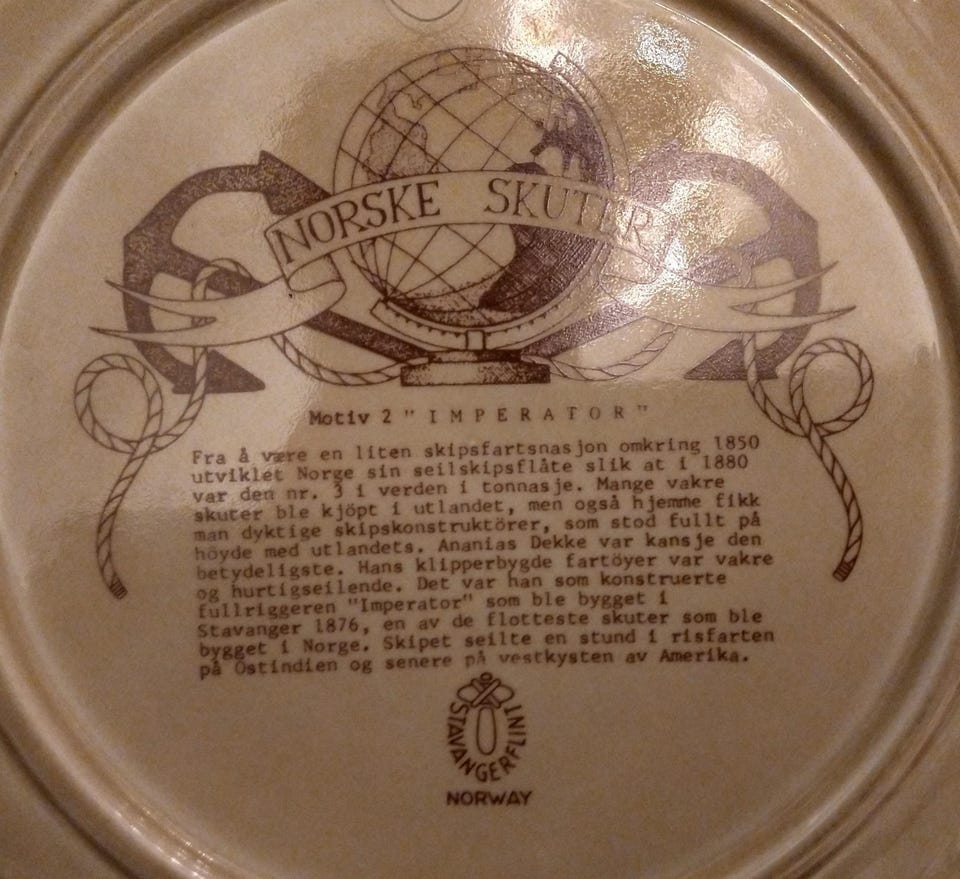 NORSKE SKUTER
Motiv 2 "IMPERATOR"
Fra å være en liten skipsfartsnasjon omkring 1850
utviklet Norge sin seilskipsflåte slik at i 1880
var den nr. 3 i verden i tonnasje. Mange vakre
skuter ble kjöpt i utlandet, men også hjemme fikk
man dyktige skipskonstruktörer, som stod fullt på
höyde med utlandets. Ananias Dekke var kansje den
betydeligste. Hans klipperbygde fartöyer var vakre
og hurtigseilende. Det var han som konstruerte
fullriggeren "Imperator" som ble bygget i
Stavanger 1876, en av de flotteste skuter som ble
bygget i Norge. Skipet seilte en stund i risfarten
på Östindien og senere på vestkysten av Amerika.
STAVANGERFLINT
NORWAY